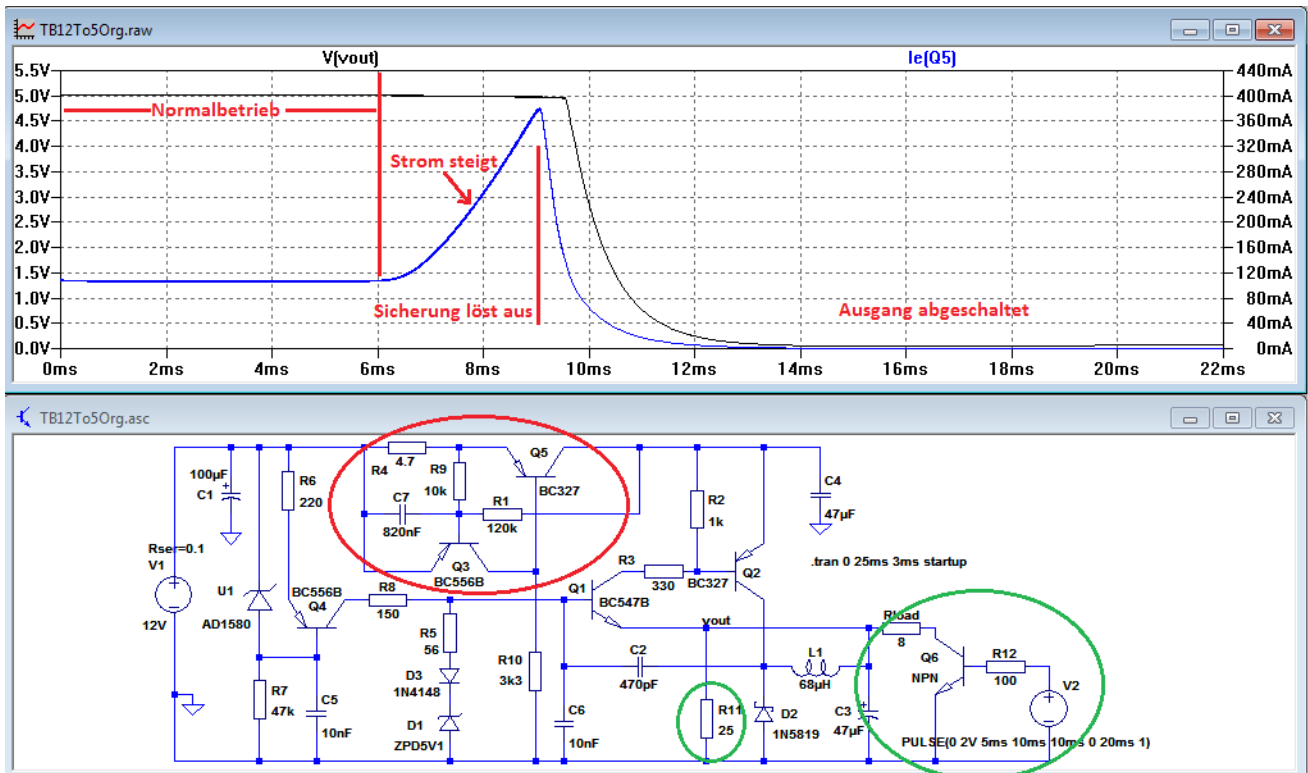 TB12To5Org.raw
V(vout) Ie(Q5)
5.5V 440mA
5.0V 400mA
4.5V 360mA
4.0V 320mA
3.5V 280mA
3.0V 240mA
2.5V 200mA
2.0V 160mA
1.5V 120mA
1.0V 80mA
0.5V 40mA
0.0V 0mA
0ms 2ms 4ms 6ms 8ms 10ms 12ms 14ms 16ms 18ms 20ms 22ms
Normalbetrieb
Strom steigt
Sicherung löst aus
Ausgang abgeschaltet
TB12To5Org.asc
100µF
C1
R6
220
R4
4.7
R9
10k
Q5
BC327
C7
820nF
R1
120k
R2
1k
C4
47µF
Rser=0.1
V1
12V
U1
AD1580
BC556B
Q4
Q3
BC556B
R8
150
Q1
BC547B
R3
330
BC327
Q2
.tran 0 25ms 3ms startup
R5
56
D3
1N4148
D1
ZPD5V1
R10
3k3
C2
470pF
vout
L1
68µH
Rload
8
Q6
NPN
R12
100
V2
R7
47k
C5
10nF
C6
10nF
R11
25
D2
1N5819
C3
47µF
PULSE(0 2V 5ms 10ms 10ms 0 20ms 1)